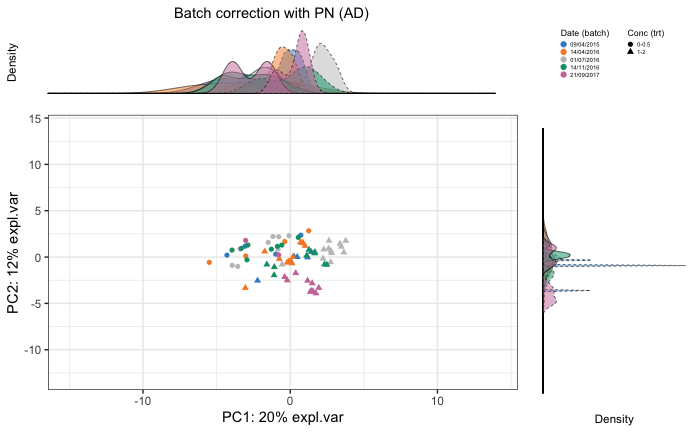 Batch correction with PN (AD)
Density
Date (batch)
09/04/2015
14/04/2016
01/07/2016
14/11/2016
21/09/2017
Conc (trt)
0-0.5
1-2
15
10
5
0
-5
-10
PC2: 12% expl.var
-10
0
10
PC1: 20% expl.var
Density